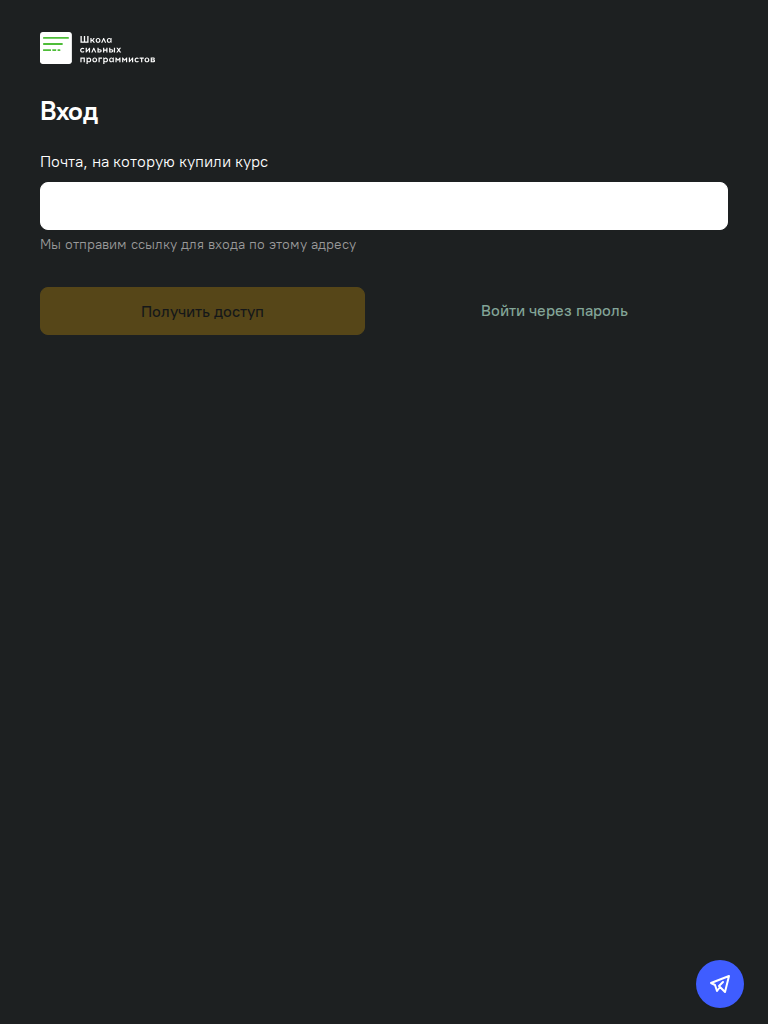 Школа
сильных
программистов
Вход
Почта, на которую купили курс
Мы отправим ссылку для входа по этому адресу
Получить доступ
Войти через пароль